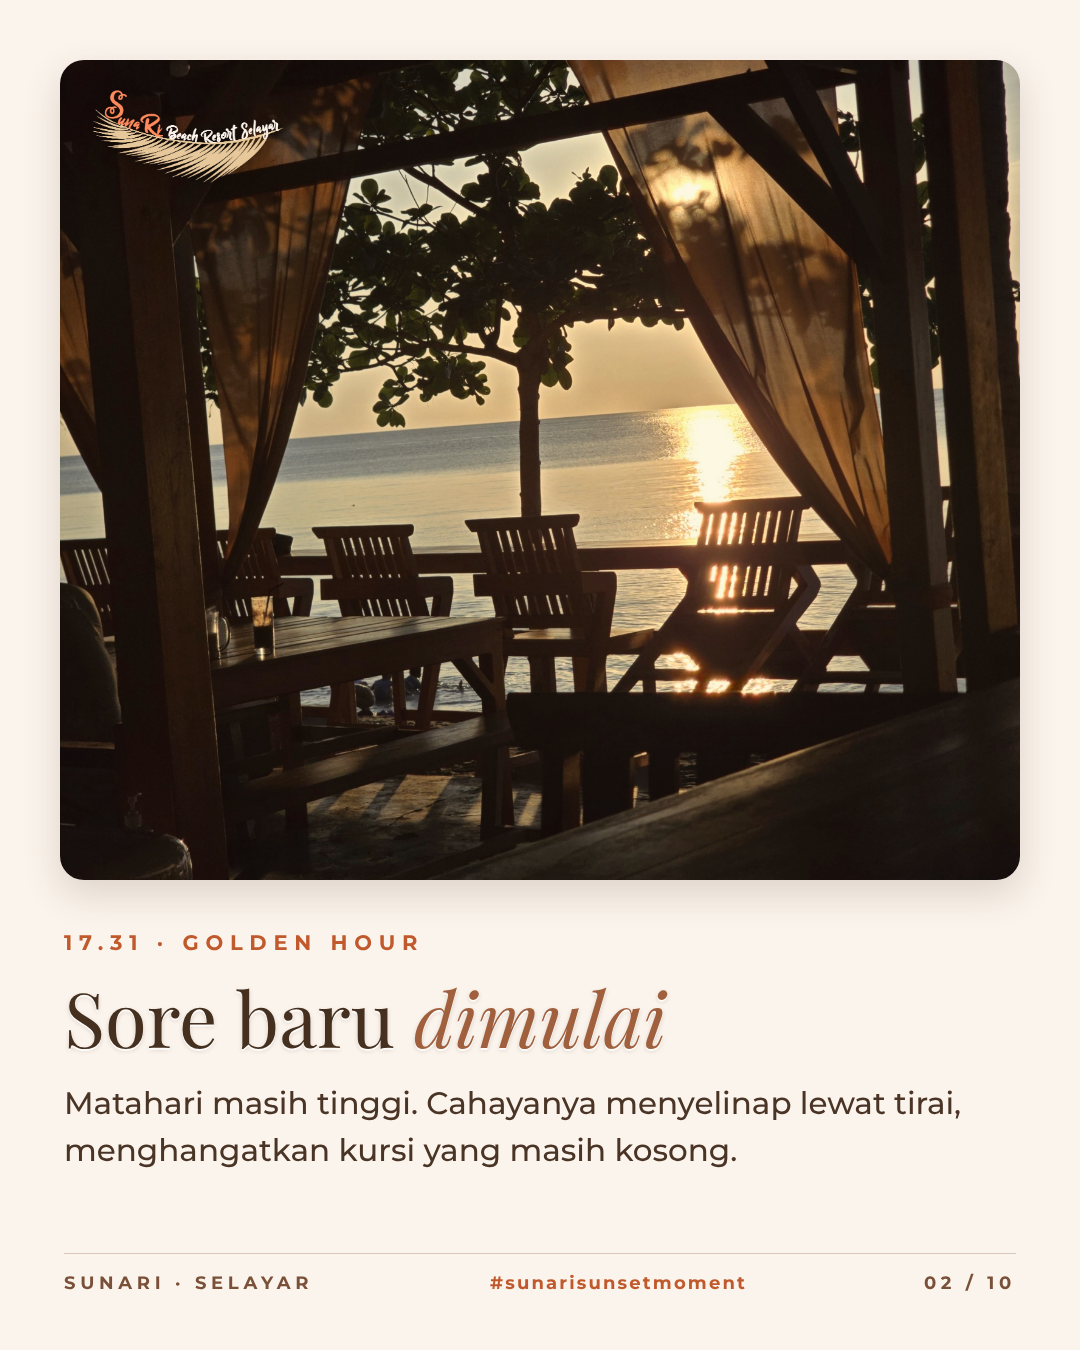 SunaRi Beach Resort Selayar
17.31 · GOLDEN HOUR
Sore baru dimulai
Matahari masih tinggi. Cahayanya menyelinap lewat tirai,
menghangatkan kursi yang masih kosong.
SUNARI · SELAYAR
#sunarisunsetmoment
02 / 10